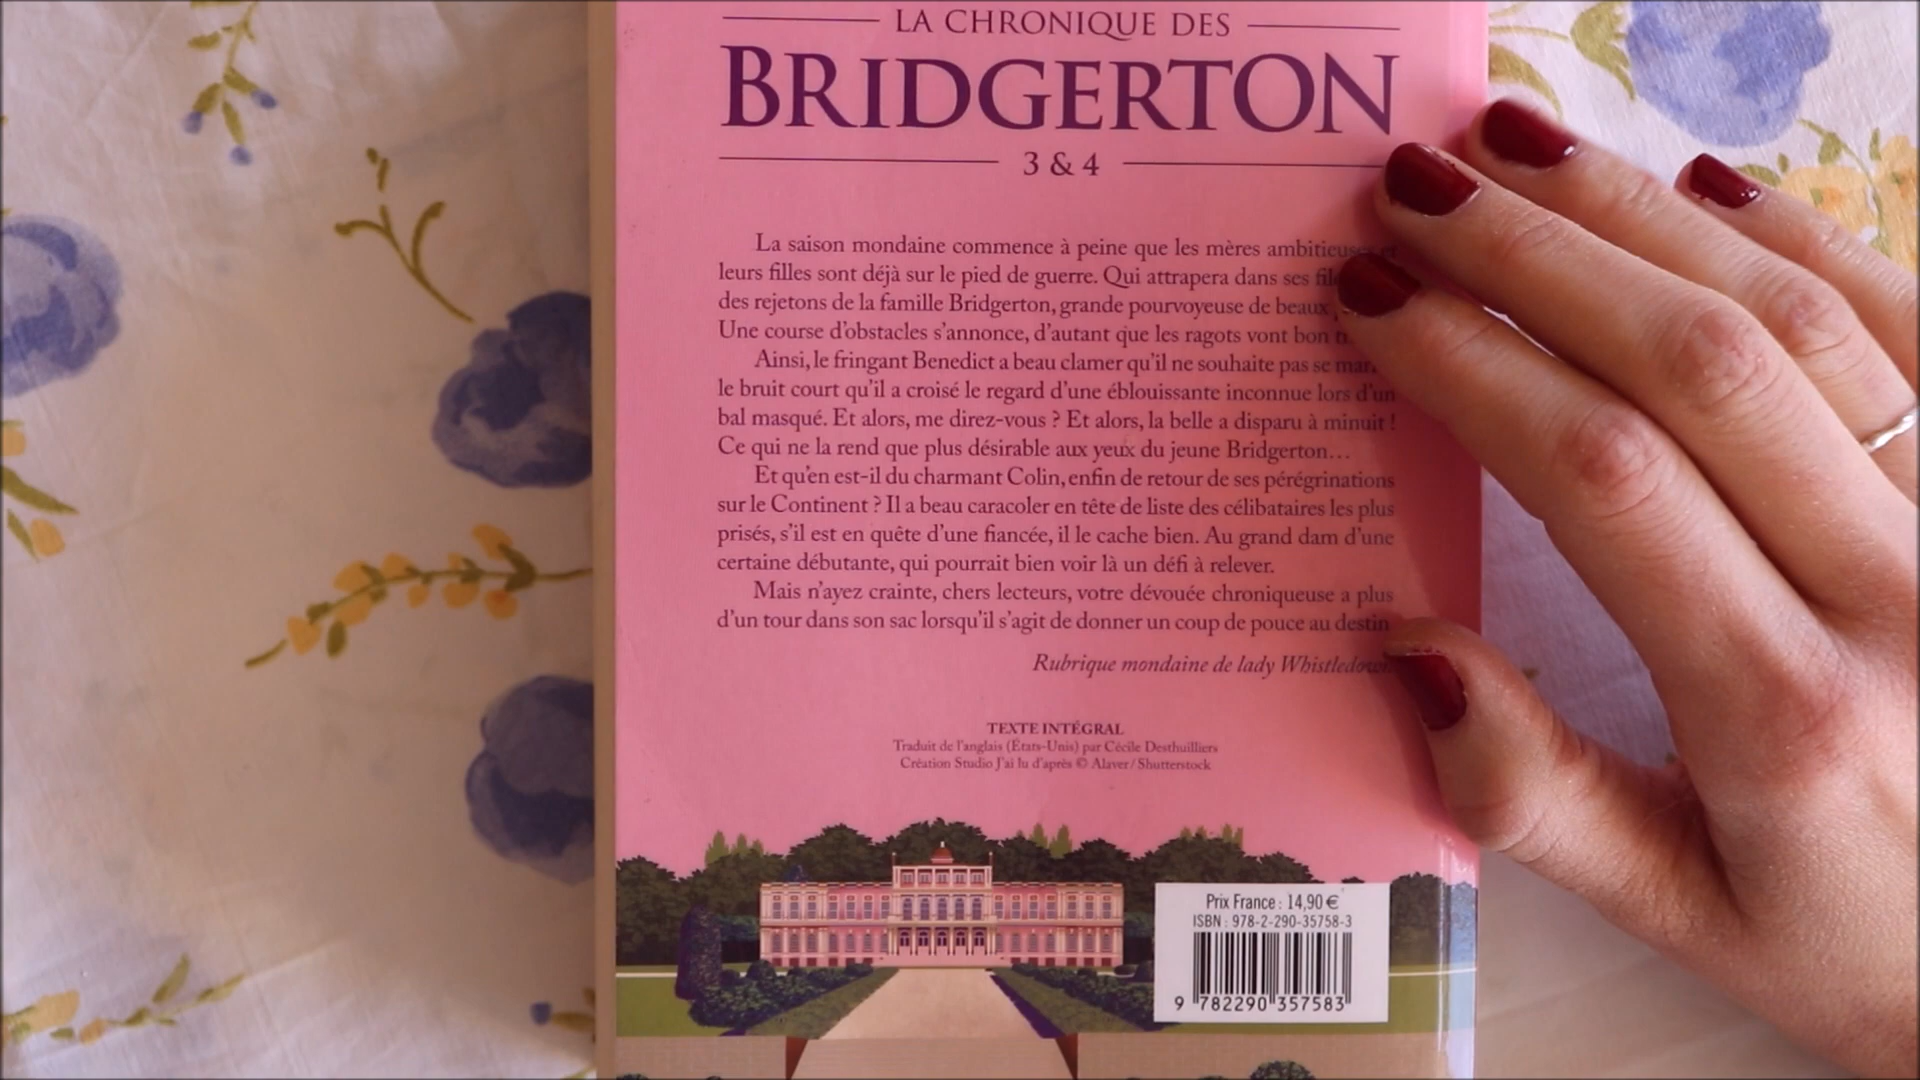 LA CHRONIQUE DES
BRIDGERTON
3 & 4
La saison mondaine commence à peine que les mères ambitieuses et
leurs filles sont déjà sur le pied de guerre. Qui attrapera dans ses
des rejetons de la famille Bridgerton, grande pourvoyeuse de beaux
Une course d'obstacles s'annonce, d'autant que les ragots vont bon
Ainsi, le fringant Benedict a beau clamer qu'il ne souhaite pas se
le bruit court qu'il a croisé le regard d'une éblouissante inconnue lors d'un
bal masqué. Et alors, me direz-vous ? Et alors, la belle a disparu à minuit !
Ce qui ne la rend que plus désirable aux yeux du jeune Bridgerton…
Et qu'en est-il du charmant Colin, enfin de retour de ses pérégrinations
sur le Continent ? Il a beau caracoler en tête de liste des célibataires les plus
prisés, s'il est en quête d'une fiancée, il le cache bien. Au grand dam d'une
certaine débutante, qui pourrait bien voir là un défi à relever.
Mais n'ayez crainte, chers lecteurs, votre dévouée chroniqueuse a plus
d'un tour dans son sac lorsqu'il s'agit de donner un coup de pouce au destin
Rubrique mondaine de lady Whistledown
TEXTE INTÉGRAL
Traduit de l'anglais (États-Unis) par Cécile Desthuilliers
Création Studio J'ai lu d'après © Alaver / Shutterstock
Prix France : 14,90 €
ISBN : 978-2-290-35758-3
9 782290 357583